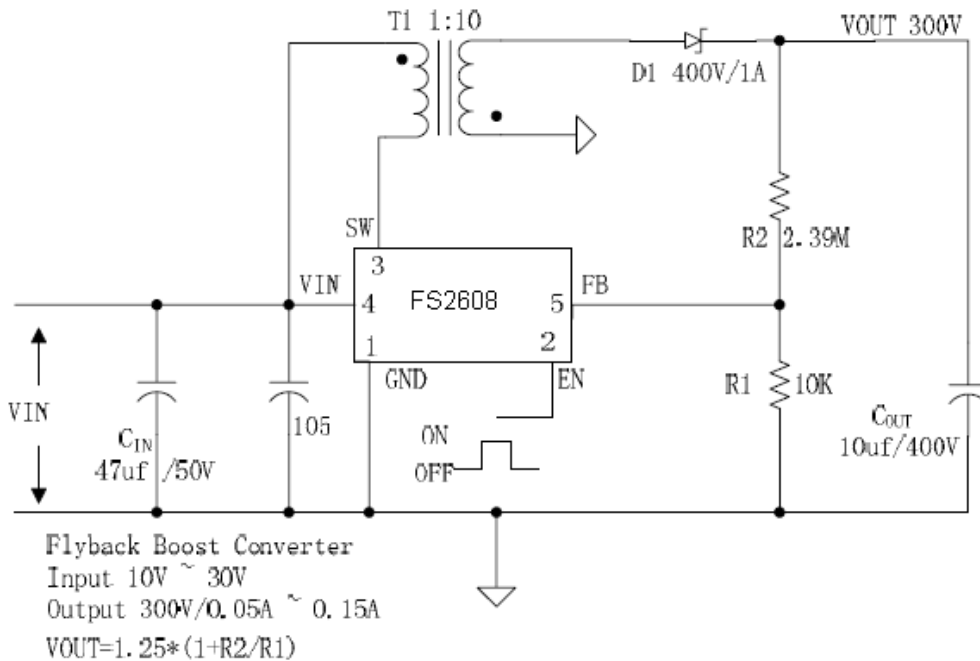 T1 1:10
VOUT 300V
D1 400V/1A
R2 2.39M
SW
3
VIN
4
FS2608
5
FB
1
2
GND
EN
R1
10K
VIN
CIN
47uf /50V
105
ON
OFF
COUT
10uf/400V
Flyback Boost Converter
Input 10V ~ 30V
Output 300V/0.05A ~ 0.15A
VOUT=1.25*(1+R2/R1)